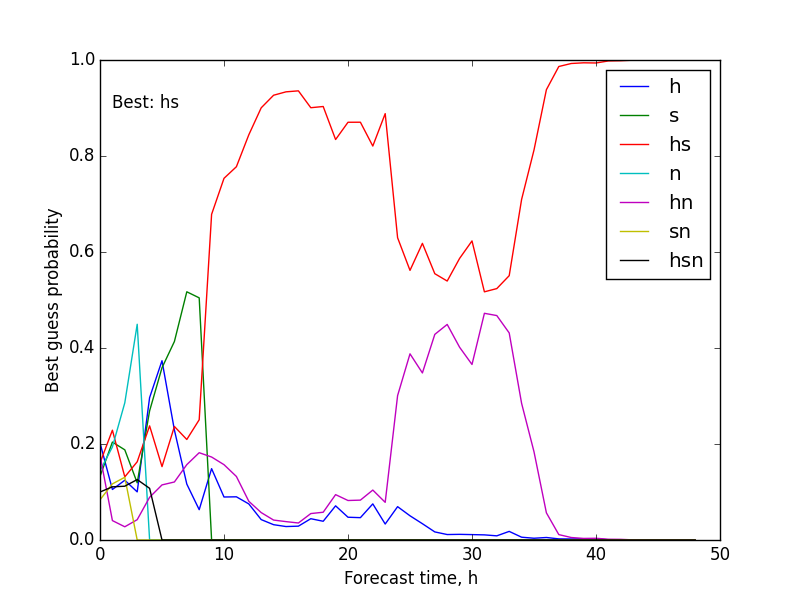 1.0
0.8
0.6
0.4
0.2
0.0
Best guess probability
Best: hs
h
s
hs
n
hn
sn
hsn
0 10 20 30 40 50
Forecast time, h